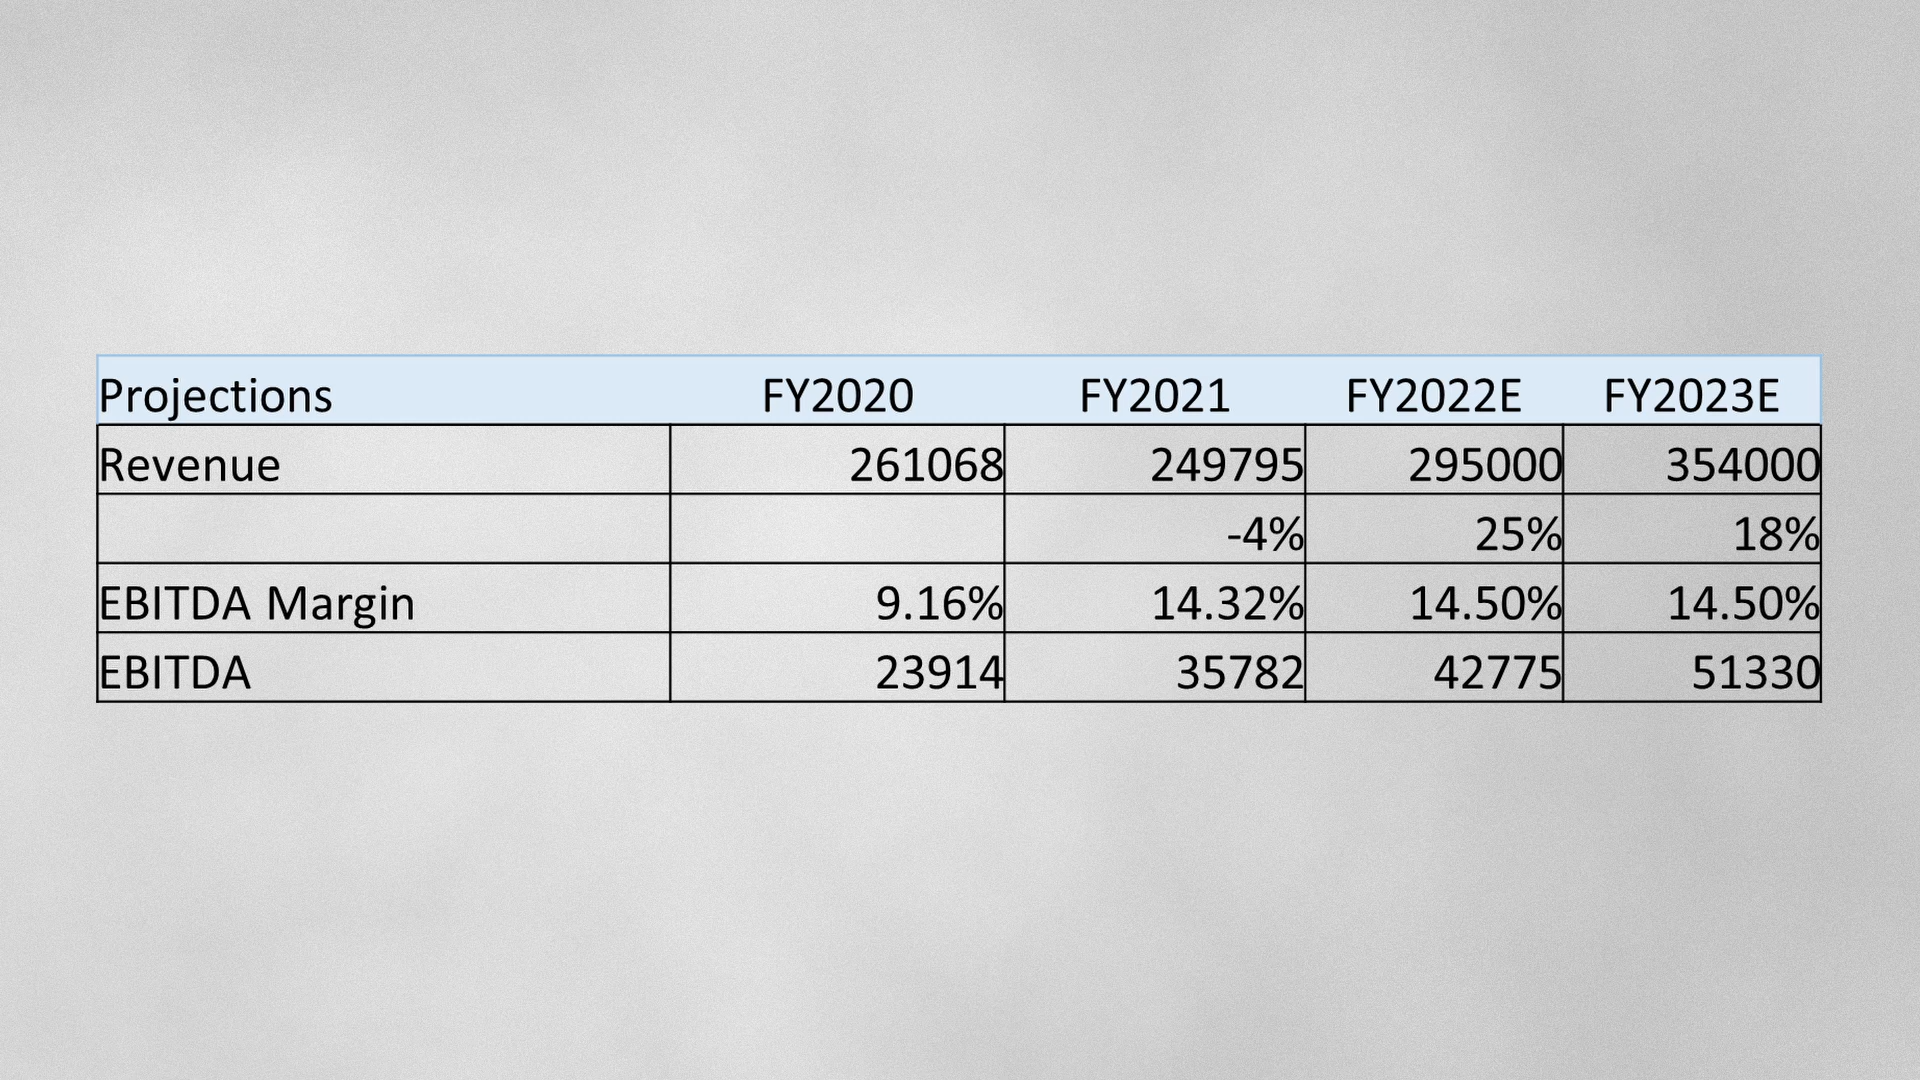 Projections FY2020 FY2021 FY2022E FY2023E
Revenue 261068 249795 295000 354000
-4% 25% 18%
EBITDA Margin 9.16% 14.32% 14.50% 14.50%
EBITDA 23914 35782 42775 51330